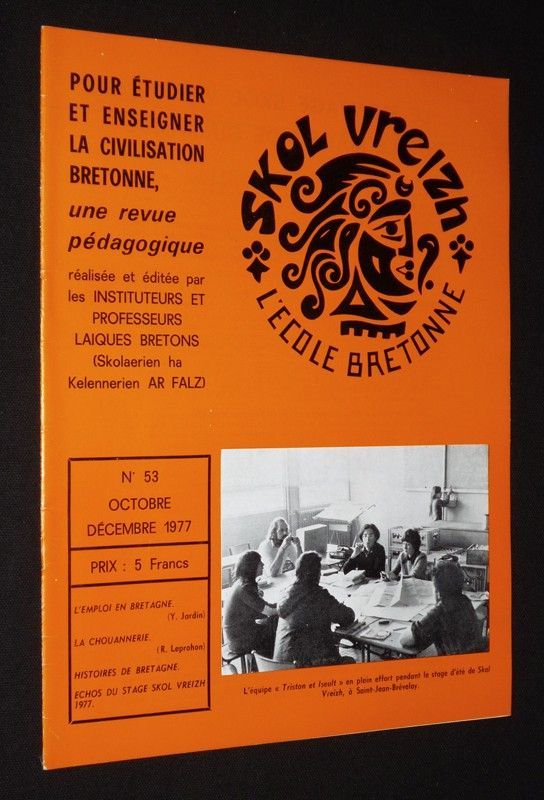 POUR ÉTUDIER
ET ENSEIGNER
LA CIVILISATION
BRETONNE,
une revue
pédagogique
réalisée et éditée par
les INSTITUTEURS ET
PROFESSEURS
LAIQUES BRETONS
(Skolaerien ha
Kelennerien AR FALZ)
SKOL Vreizh
L'ECOLE BRETONNE
N° 53
OCTOBRE
DÉCEMBRE 1977
PRIX : 5 Francs
L'EMPLOI EN BRETAGNE.
(Y. Jardin)
LA CHOUANNERIE.
(R. Leprohon)
HISTOIRES DE BRETAGNE.
ECHOS DU STAGE SKOL VREIZH
1977.
L'équipe « Tristan et Iseult » en plein effort pendant le stage d'été de Skol
Vreizh, à Saint-Jean-Brévelay.